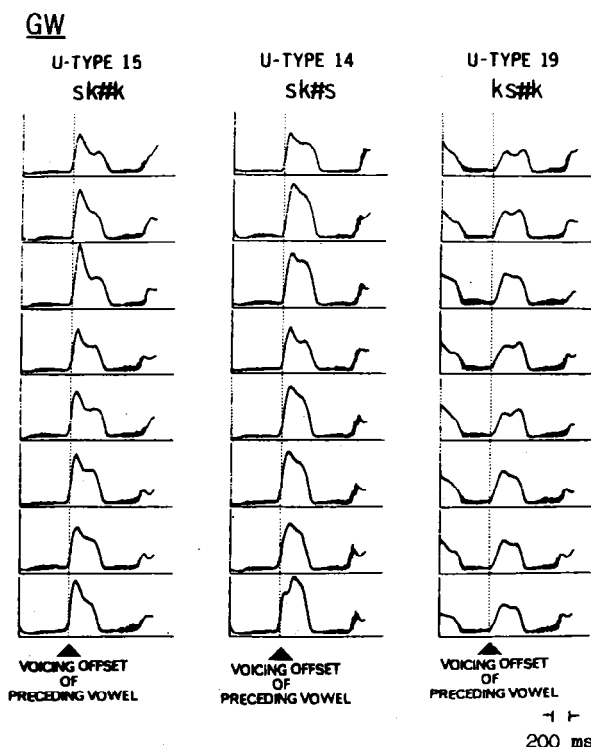 GW
U-TYPE 15
sk#k
U-TYPE 14
sk#s
U-TYPE 19
ks#k
VOICING OFFSET
OF
PRECEDING VOWEL
VOICING OFFSET
OF
PRECEDING VOWEL
VOICING OFFSET
OF
PRECEDING VOWEL
200 ms